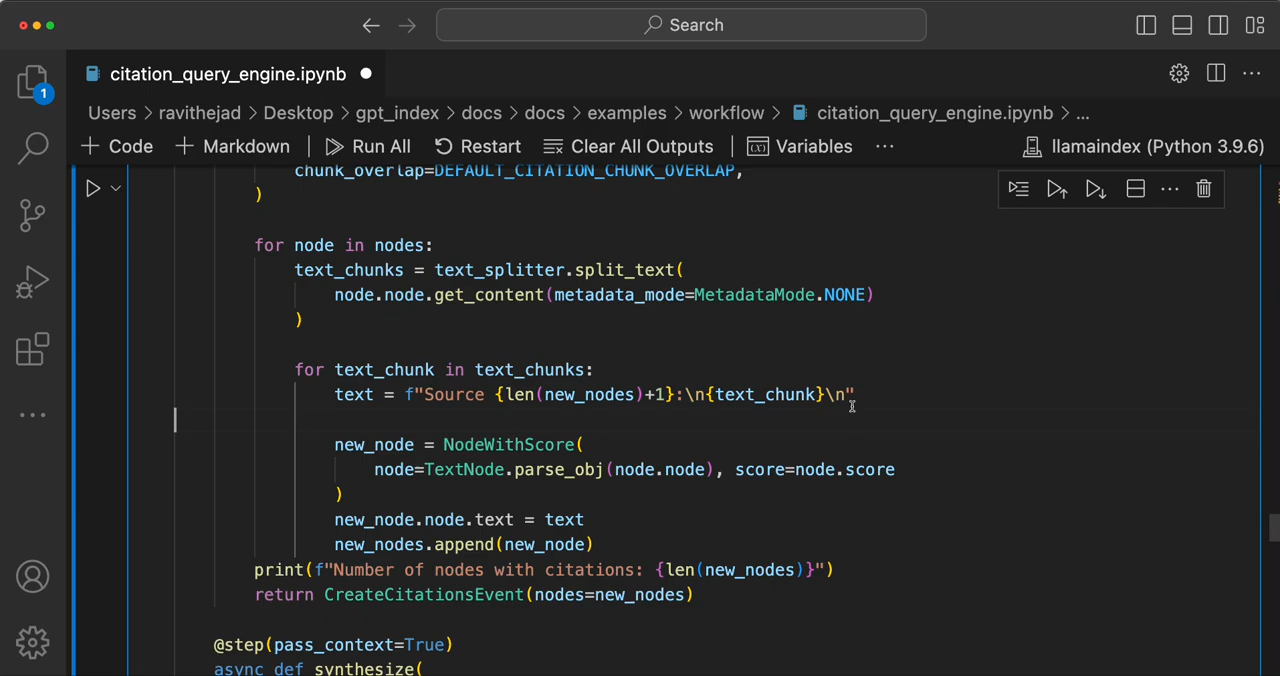 Search
citation_query_engine.ipynb
1
Users > ravithejad > Desktop > gpt_index > docs > docs > examples > workflow > citation_query_engine.ipynb > ...
+ Code + Markdown | Run All Restart Clear All Outputs | Variables ... llamaindex (Python 3.9.6)
chunk_overlap=DEFAULT_CITATION_CHUNK_OVERLAP,
)
for node in nodes:
text_chunks = text_splitter.split_text(
node.node.get_content(metadata_mode=MetadataMode.NONE)
)
for text_chunk in text_chunks:
text = f"Source {len(new_nodes)+1}:\n{text_chunk}\n"
new_node = NodeWithScore(
node=TextNode.parse_obj(node.node), score=node.score
)
new_node.node.text = text
new_nodes.append(new_node)
print(f"Number of nodes with citations: {len(new_nodes)}")
return CreateCitationsEvent(nodes=new_nodes)
@step(pass_context=True)
async def synthesize(